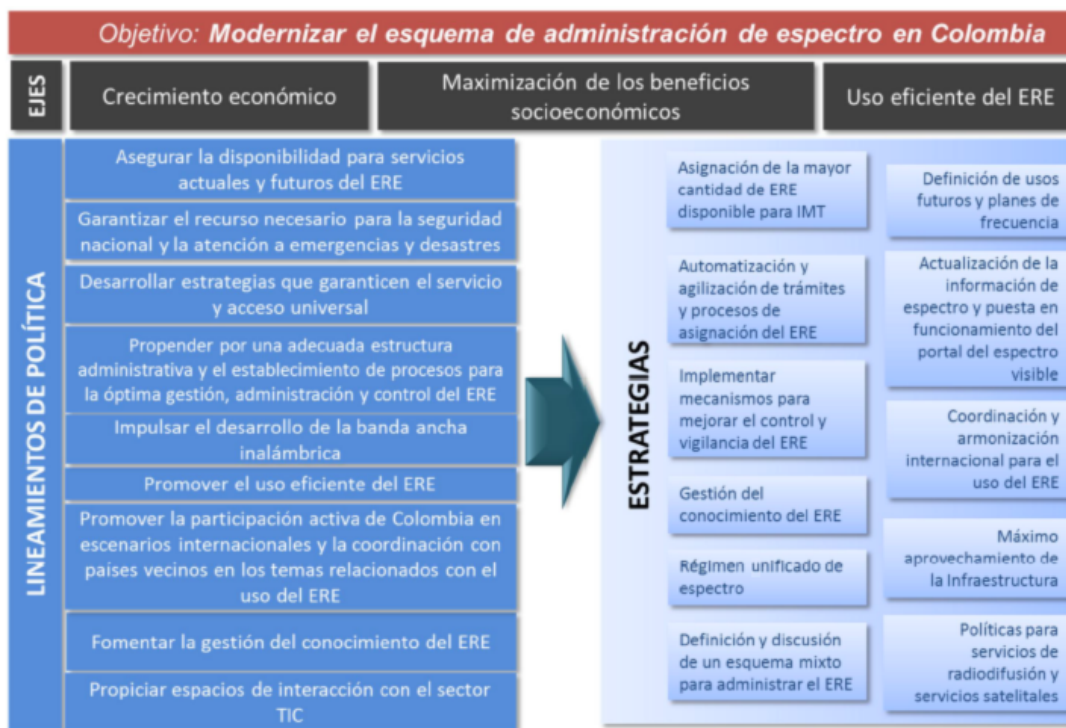 Objetivo: Modernizar el esquema de administración de espectro en Colombia
EJES
Crecimiento económico
Maximización de los beneficios
socioeconómicos
Uso eficiente del ERE
LINEAMIENTOS DE POLÍTICA
Asegurar la disponibilidad para servicios
actuales y futuros del ERE
Garantizar el recurso necesario para la seguridad
nacional y la atención a emergencias y desastres
Desarrollar estrategias que garanticen el servicio
y acceso universal
Propender por una adecuada estructura
administrativa y el establecimiento de procesos para
la óptima gestión, administración y control del ERE
Impulsar el desarrollo de la banda ancha
inalámbrica
Promover el uso eficiente del ERE
Promover la participación activa de Colombia en
escenarios internacionales y la coordinación con
países vecinos en los temas relacionados con el
uso del ERE
Fomentar la gestión del conocimiento del ERE
Propiciar espacios de interacción con el sector
TIC
ESTRATEGIAS
Asignación de la mayor
cantidad de ERE
disponible para IMT
Automatización y
agilización de trámites
y procesos de
asignación del ERE
Implementar
mecanismos para
mejorar el control y
vigilancia del ERE
Gestión del
conocimiento del ERE
Régimen unificado de
espectro
Definición y discusión
de un esquema mixto
para administrar el ERE
Definición de usos
futuros y planes de
frecuencia
Actualización de la
información de
espectro y puesta en
funcionamiento del
portal del espectro
visible
Coordinación y
armonización
internacional para el
uso del ERE
Máximo
aprovechamiento de
la Infraestructura
Políticas para
servicios de
radiodifusión y
servicios satelitales